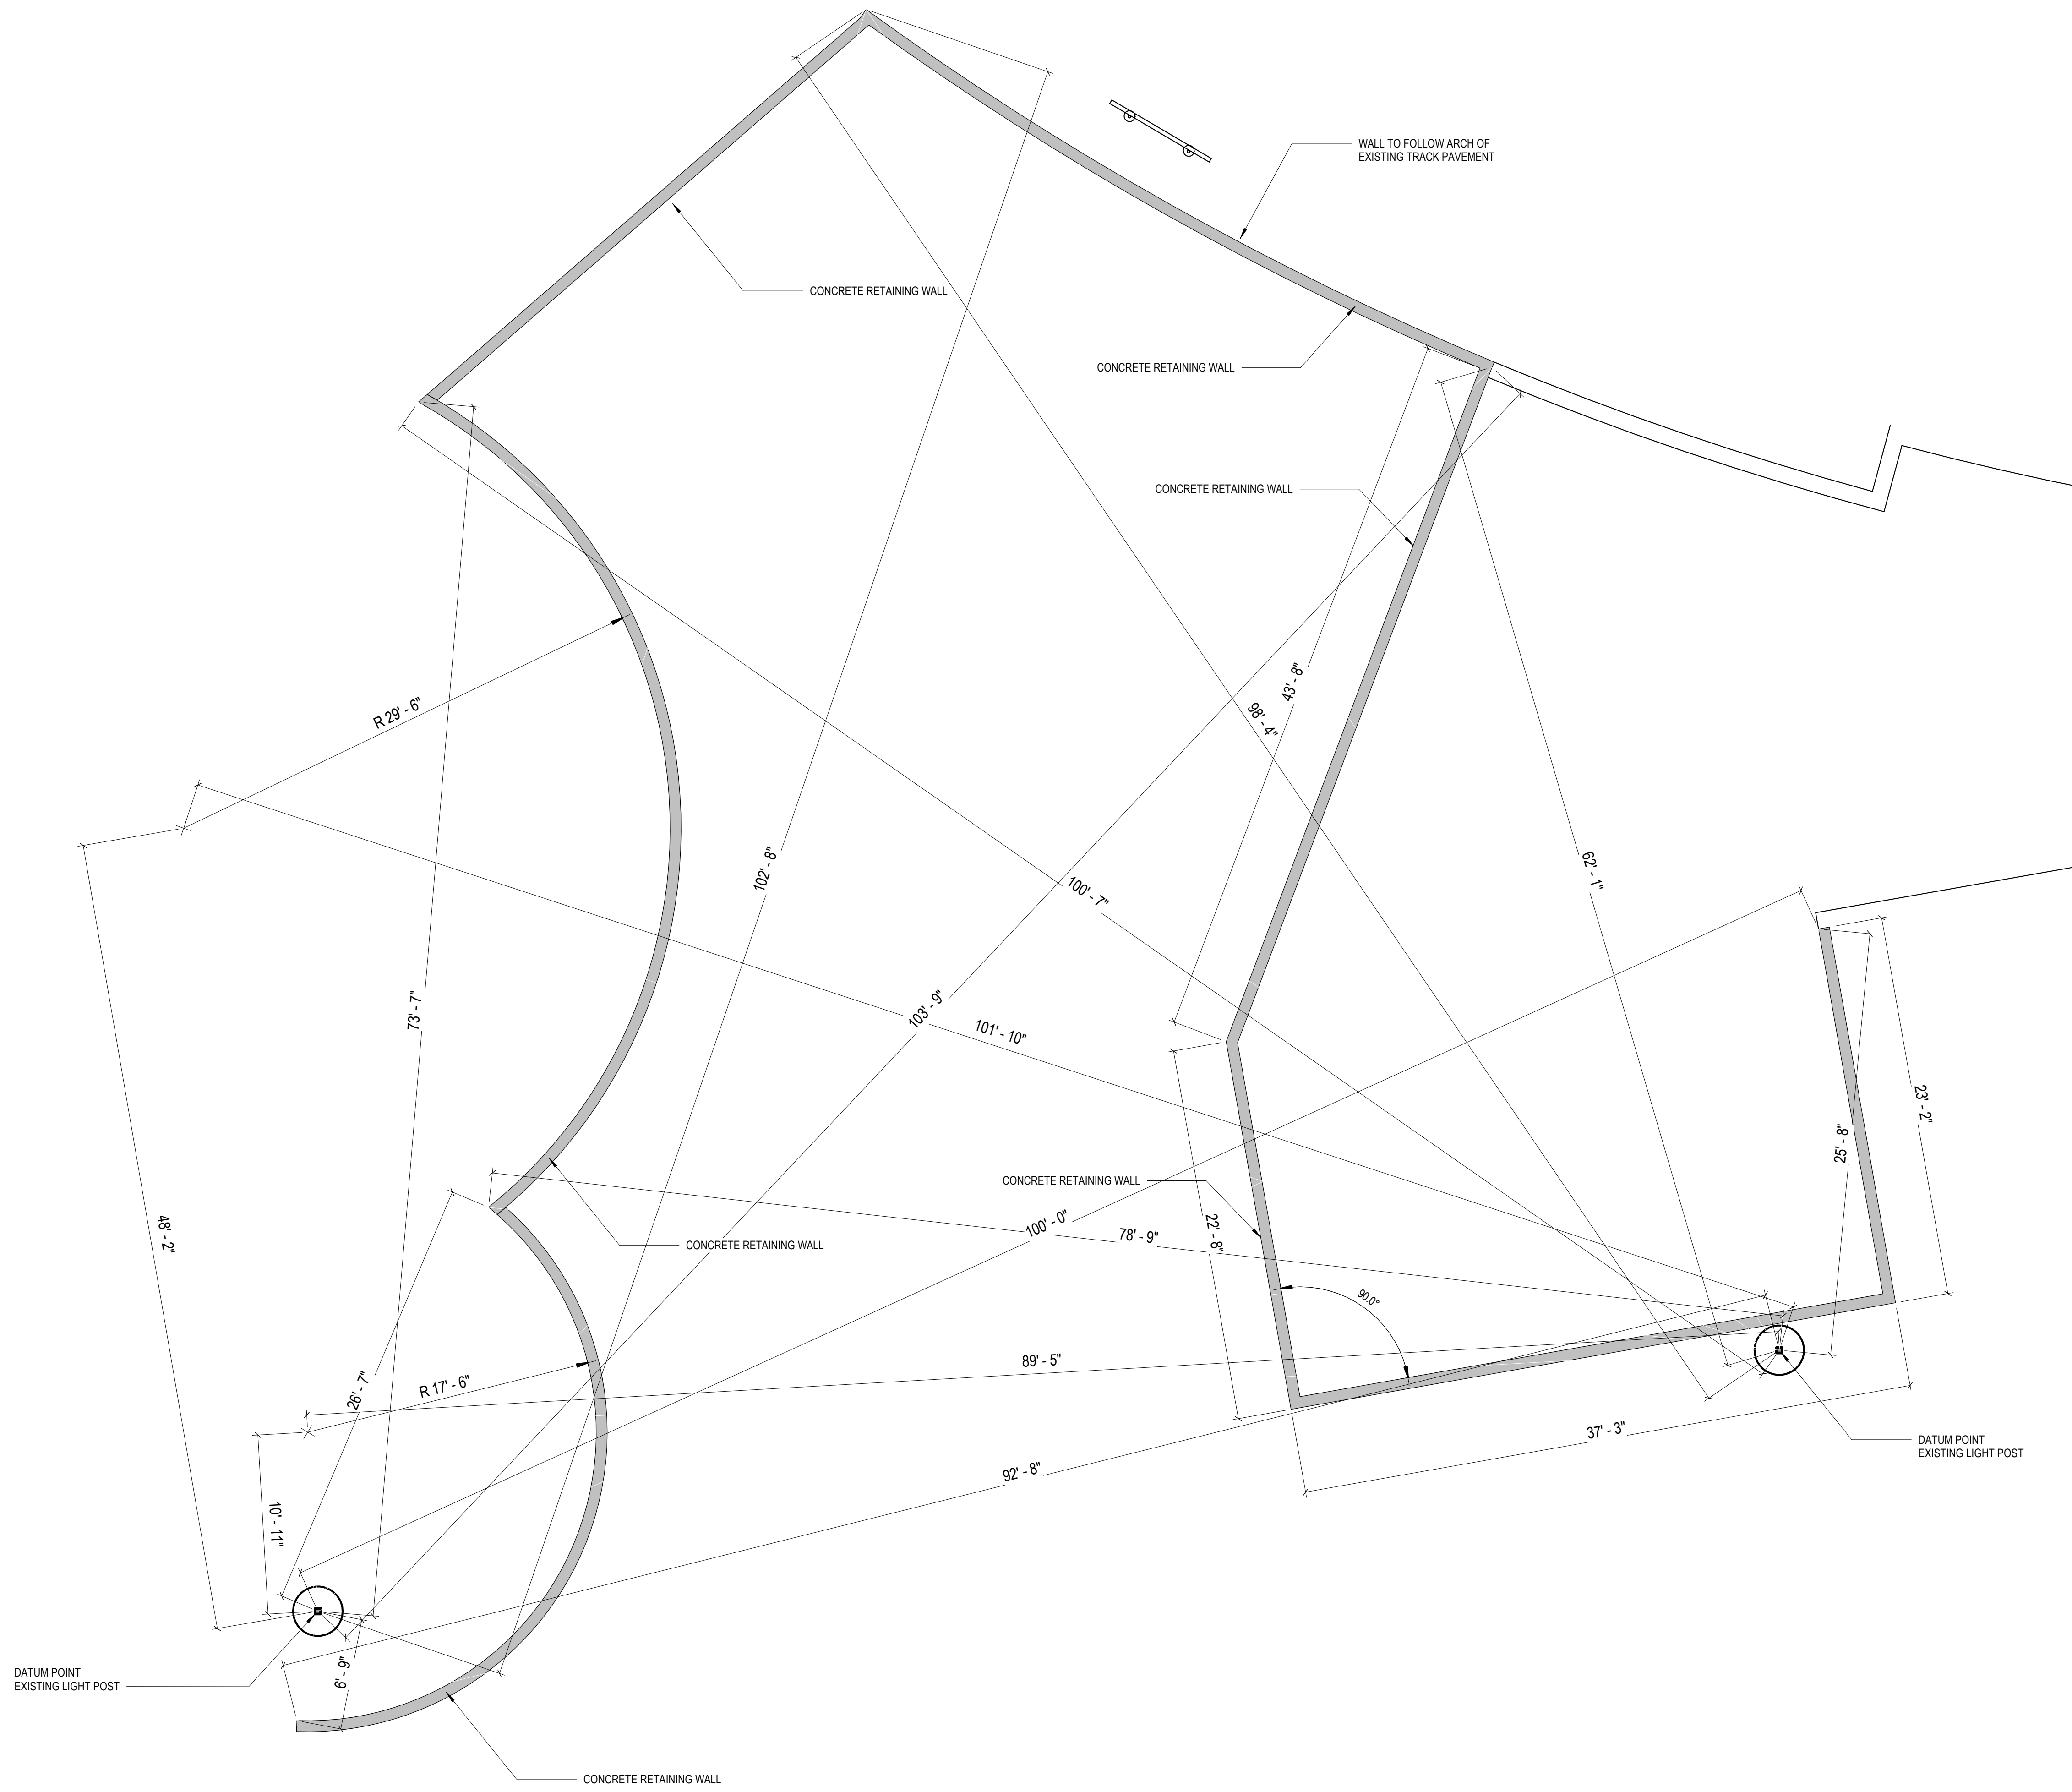 WALL TO FOLLOW ARCH OF
EXISTING TRACK PAVEMENT
CONCRETE RETAINING WALL
CONCRETE RETAINING WALL
CONCRETE RETAINING WALL
43' - 8"
R 29' - 6"
98' - 4"
102' - 8"
62' - 1"
100' - 7"
73' - 7"
103' - 9"
101' - 10"
23' - 2"
25' - 8"
CONCRETE RETAINING WALL
48' - 2"
100' - 0"
22' - 8"
78' - 9"
CONCRETE RETAINING WALL
90.0°
89' - 5"
R 17' - 6"
26' - 7"
37' - 3"
DATUM POINT
EXISTING LIGHT POST
92' - 8"
10' - 11"
6' - 9"
DATUM POINT
EXISTING LIGHT POST
CONCRETE RETAINING WALL